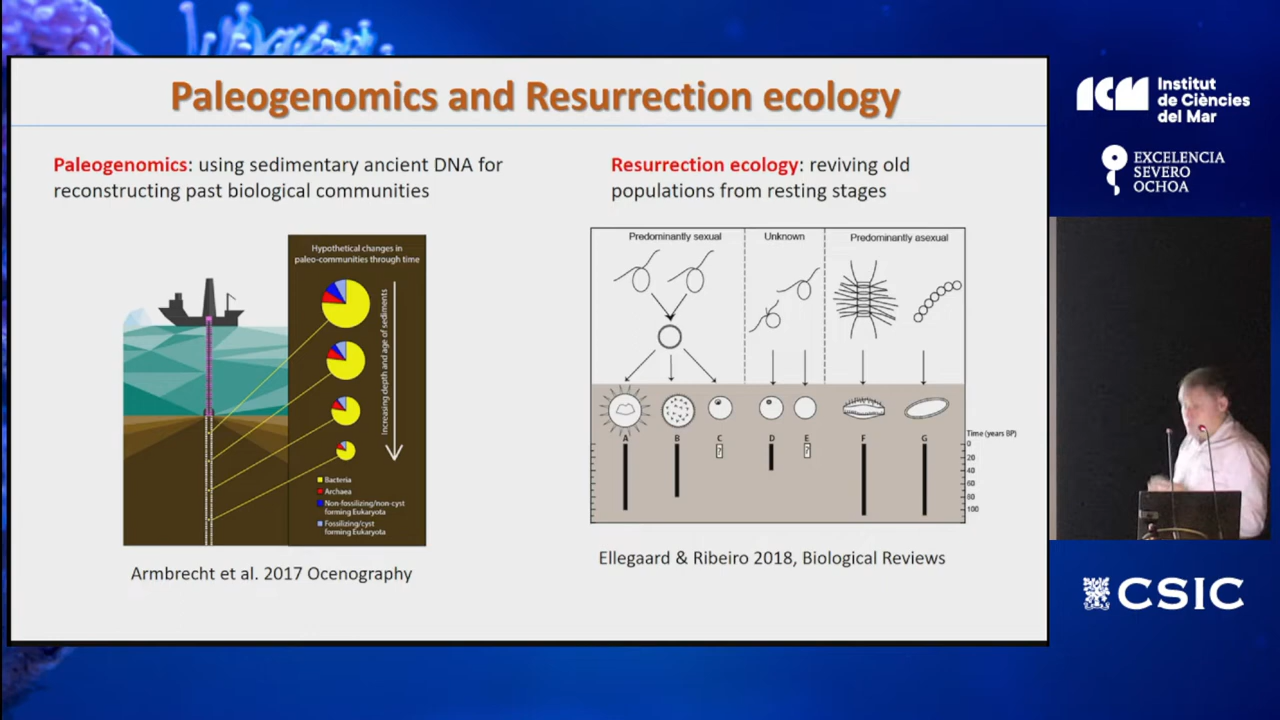 Paleogenomics and Resurrection ecology
Paleogenomics: using sedimentary ancient DNA for
reconstructing past biological communities
Hypothetical changes in
paleo-communities through time
Increasing depth and age of sediments
Bacteria
Archaea
Non-fossilizing/non-cyst
forming Eukaryota
Fossilizing/cyst
forming Eukaryota
Armbrecht et al. 2017 Ocenography
Resurrection ecology: reviving old
populations from resting stages
Predominantly sexual
Unknown
Predominantly asexual
A
B
C
D
E
F
G
?
?
Time (years BP)
0
20
40
60
80
100
Ellegaard & Ribeiro 2018, Biological Reviews
ICM
Institut
de Ciències
del Mar
EXCELENCIA
SEVERO
OCHOA
CSIC